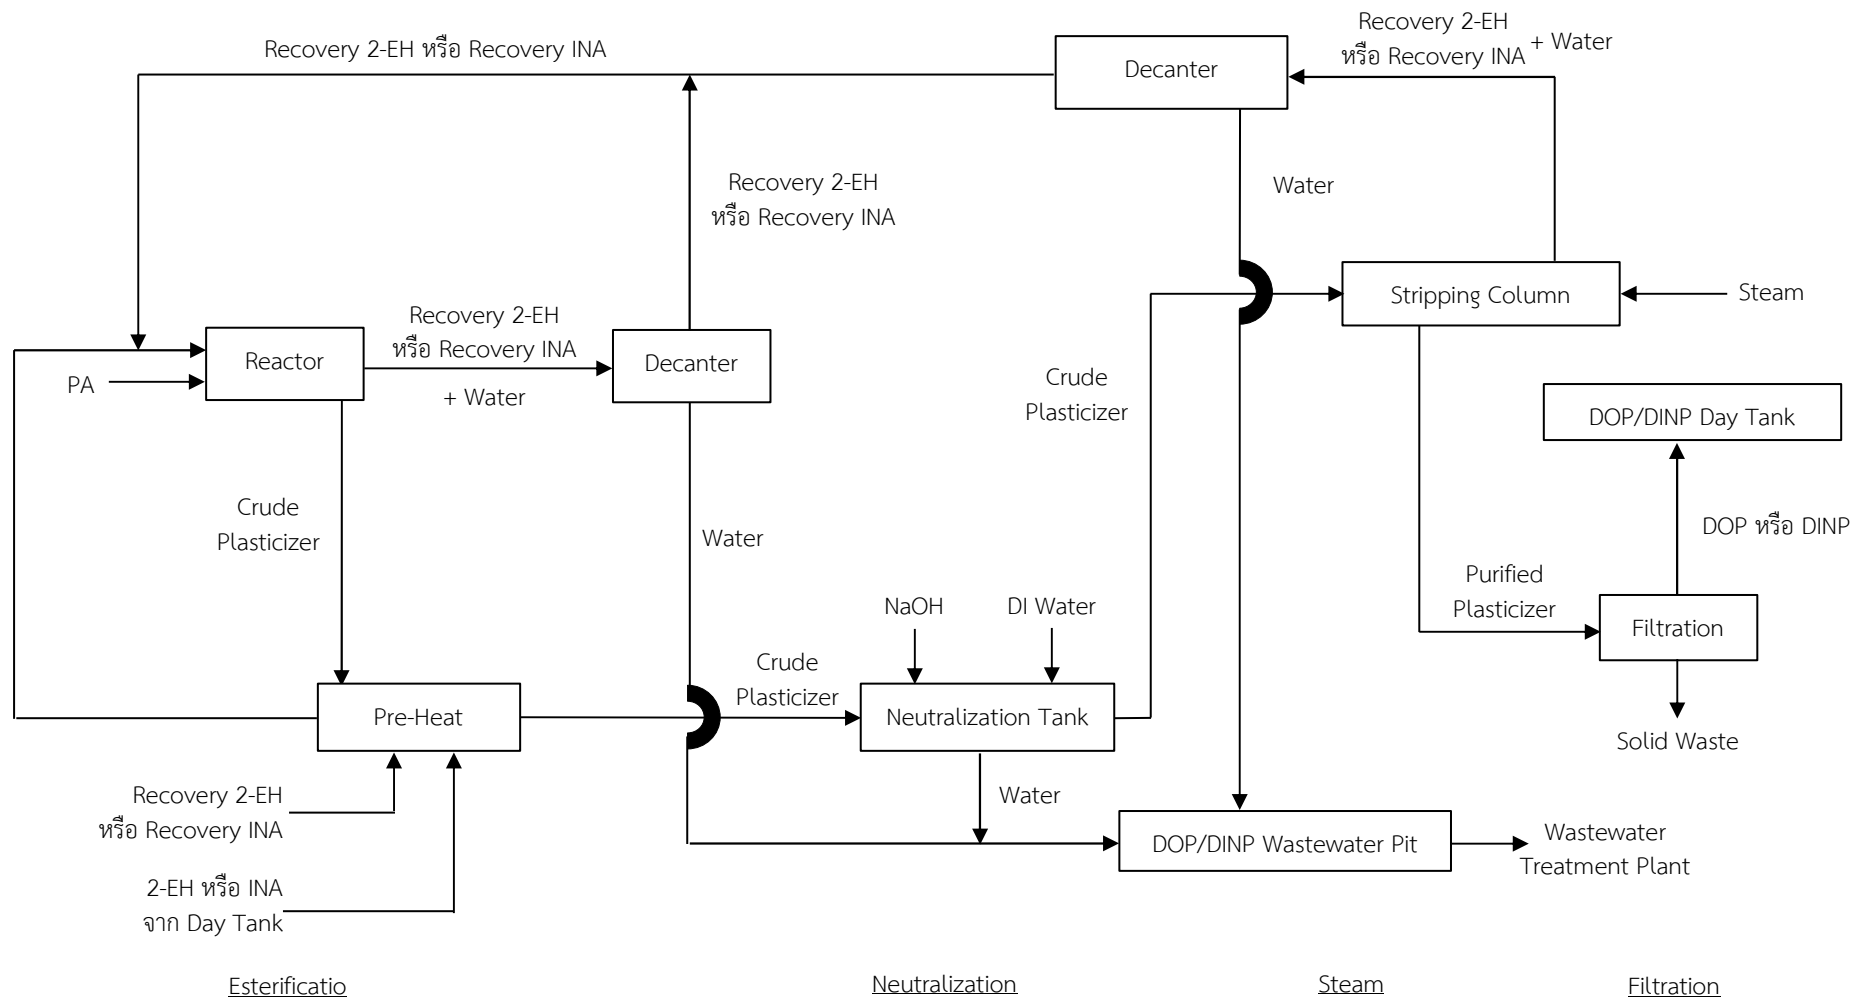 Recovery 2-EH หรือ Recovery INA
Decanter
Recovery 2-EH
หรือ Recovery INA
+ Water
Recovery 2-EH
หรือ Recovery INA
Water
Stripping Column
Steam
Reactor
Recovery 2-EH
หรือ Recovery INA
+ Water
Decanter
PA
Crude
Plasticizer
DOP/DINP Day Tank
Crude
Plasticizer
Water
DOP หรือ DINP
Purified
Plasticizer
Filtration
NaOH
DI Water
Crude
Plasticizer
Pre-Heat
Neutralization Tank
Solid Waste
Recovery 2-EH
หรือ Recovery INA
Water
DOP/DINP Wastewater Pit
Wastewater
Treatment Plant
2-EH หรือ INA
จาก Day Tank
Esterificatio
Neutralization
Steam
Filtration